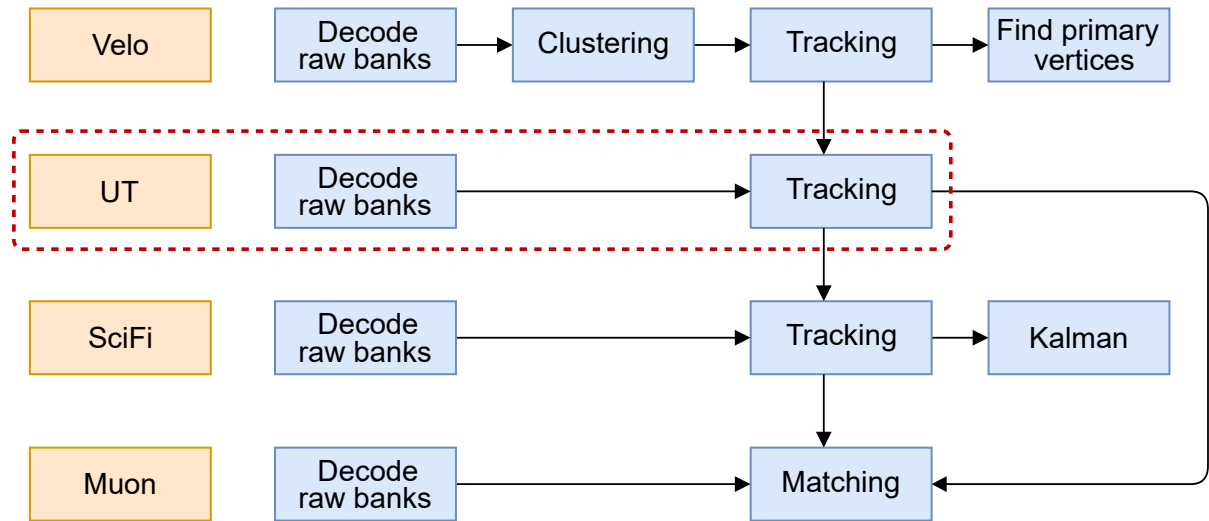 Velo
Decode
raw banks
Clustering
Tracking
Find primary
vertices
UT
Decode
raw banks
Tracking
SciFi
Decode
raw banks
Tracking
Kalman
Muon
Decode
raw banks
Matching